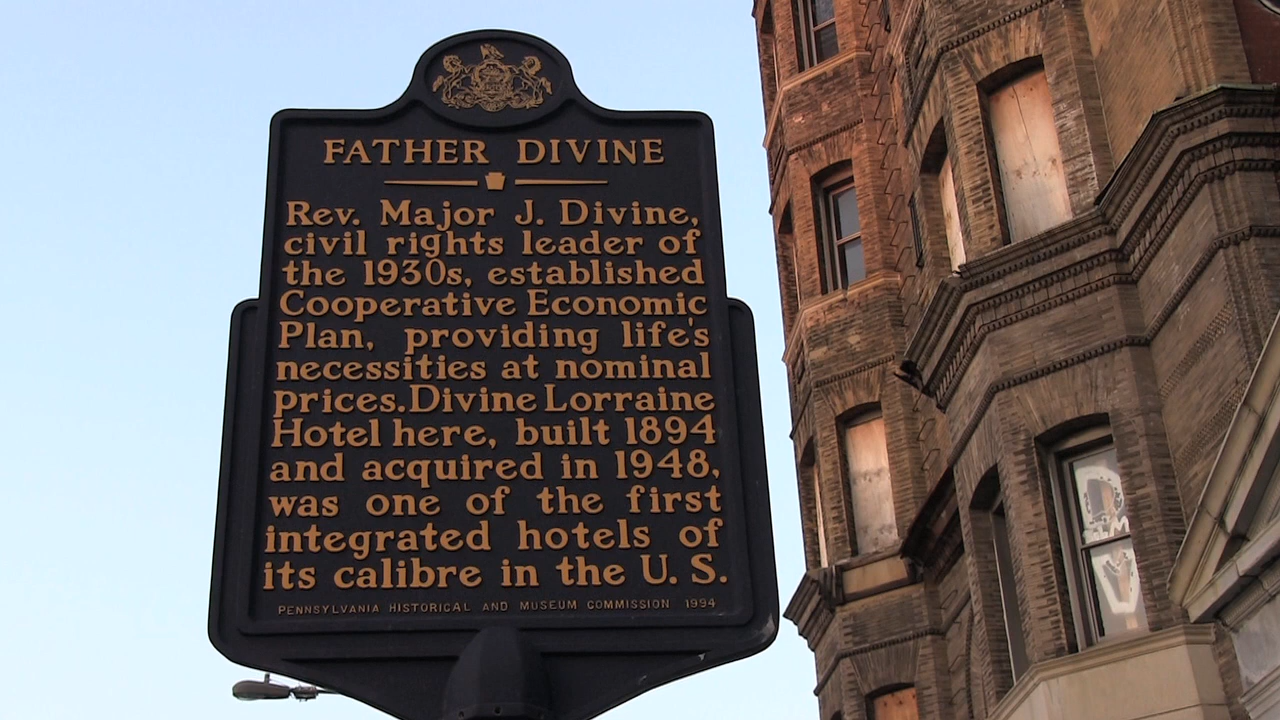 FATHER DIVINE
Rev. Major J. Divine,
civil rights leader of
the 1930s, established
Cooperative Economic
Plan, providing life's
necessities at nominal
prices. Divine Lorraine
Hotel here, built 1894
and acquired in 1948,
was one of the first
integrated hotels of
its calibre in the U. S.
PENNSYLVANIA HISTORICAL AND MUSEUM COMMISSION 1994